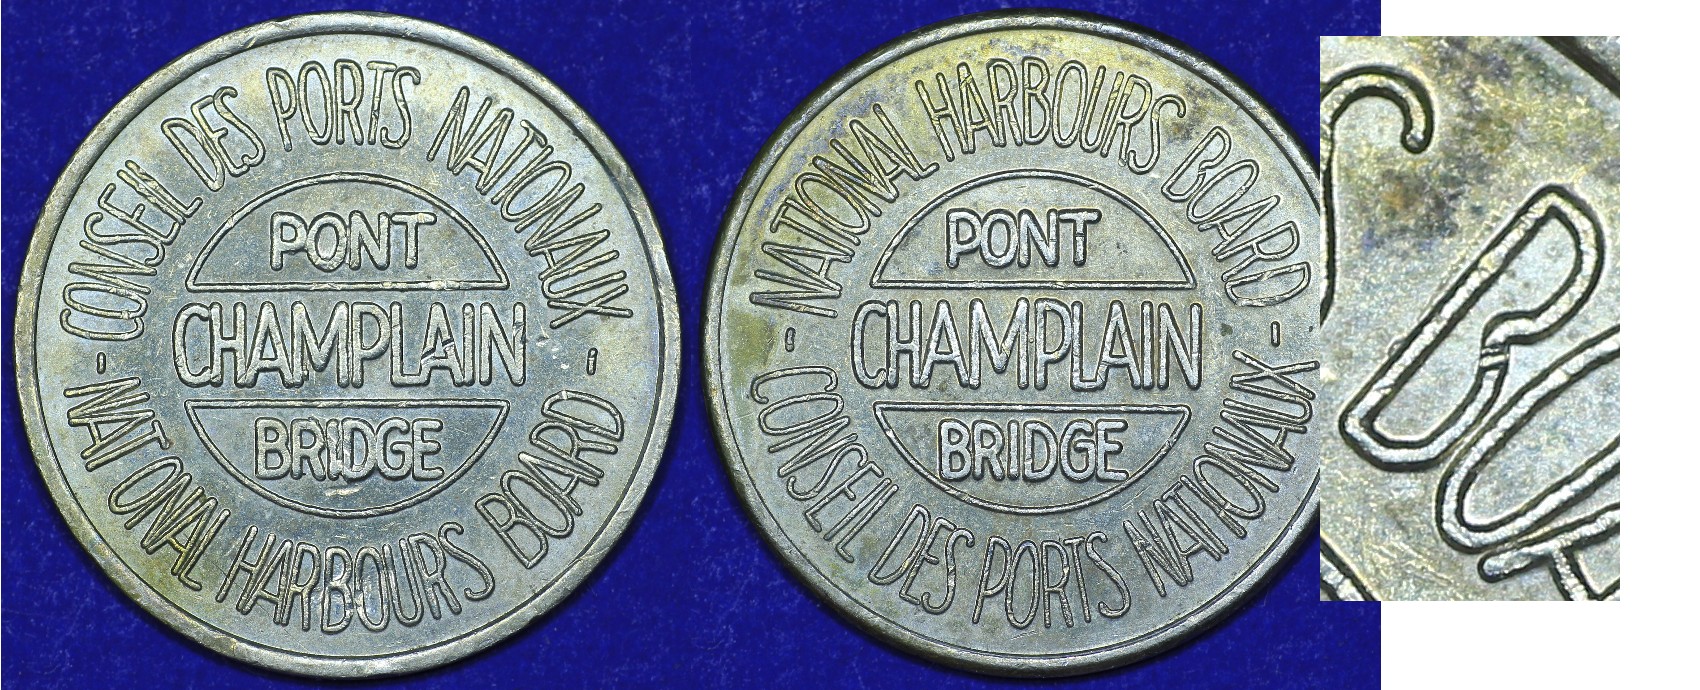 CONSEIL DES PORTS NATIONAUX
PONT
CHAMPLAIN
BRIDGE
- NATIONAL HARBOURS BOARD -
NATIONAL HARBOURS BOARD
PONT
CHAMPLAIN
BRIDGE
- CONSEIL DES PORTS NATIONAUX -